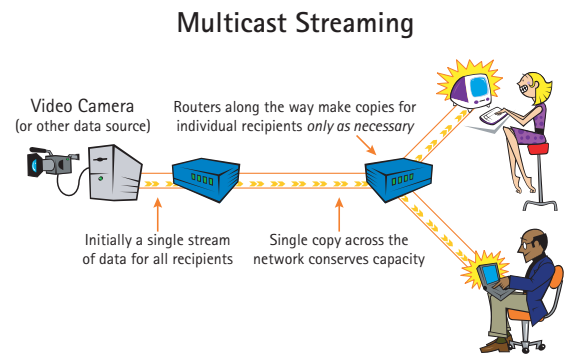 Multicast Streaming
Video Camera
(or other data source)
Routers along the way make copies for
individual recipients only as necessary
Initially a single stream
of data for all recipients
Single copy across the
network conserves capacity